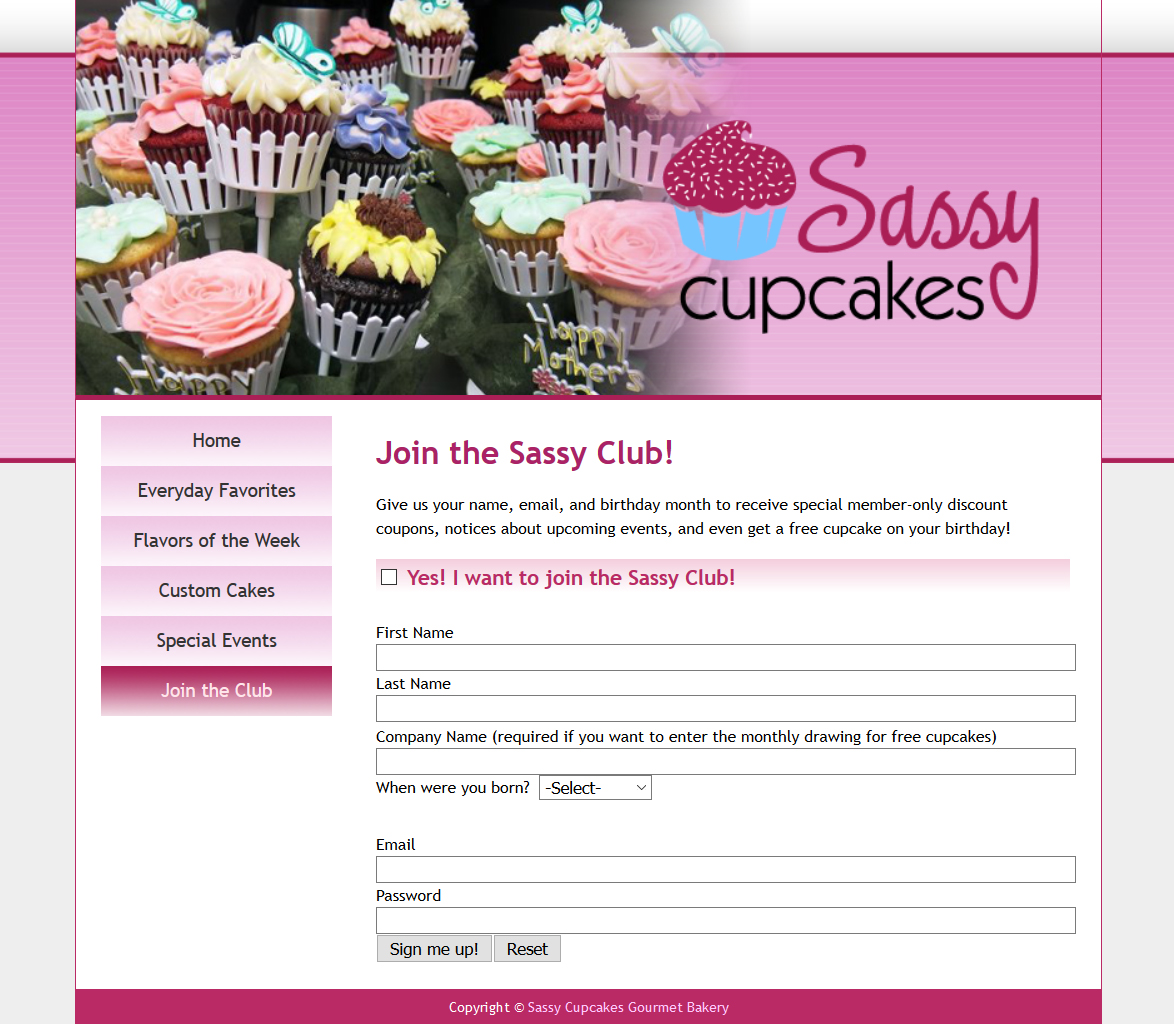 Sassy
cupcakes
Happy
Happy
Mother's
Home
Everyday Favorites
Flavors of the Week
Custom Cakes
Special Events
Join the Club
Join the Sassy Club!
Give us your name, email, and birthday month to receive special member-only discount
coupons, notices about upcoming events, and even get a free cupcake on your birthday!
Yes! I want to join the Sassy Club!
First Name
Last Name
Company Name (required if you want to enter the monthly drawing for free cupcakes)
When were you born? -Select-
Email
Password
Sign me up! Reset
Copyright © Sassy Cupcakes Gourmet Bakery